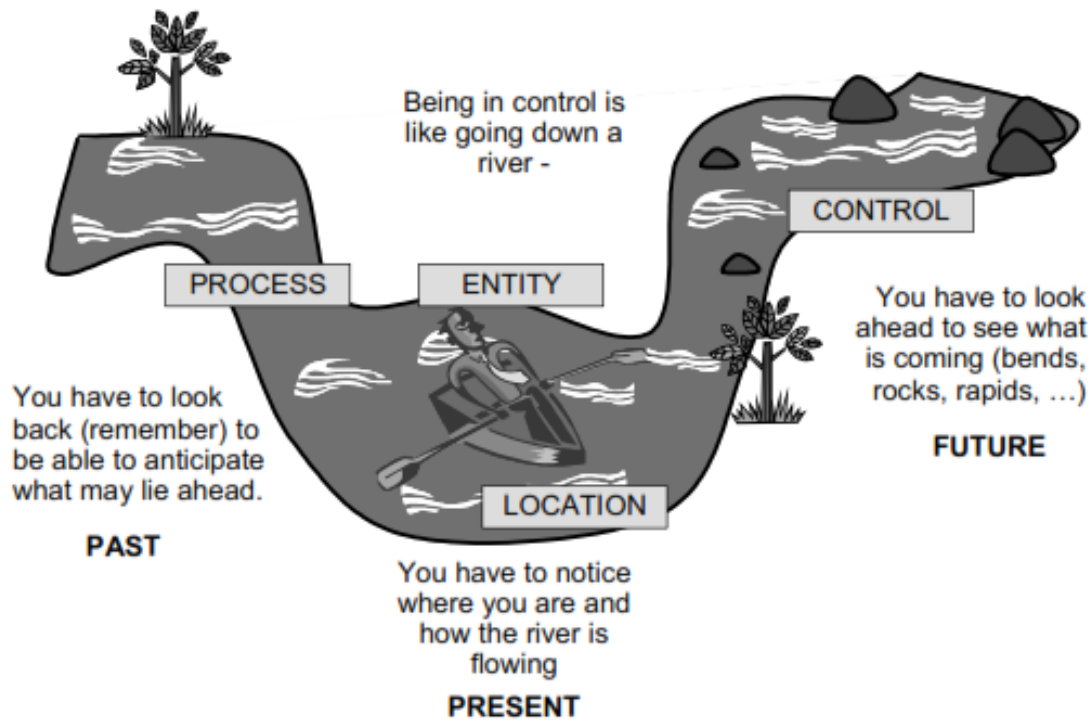 Being in control is
like going down a
river -
CONTROL
PROCESS
ENTITY
You have to look
ahead to see what
is coming (bends,
rocks, rapids, …)
FUTURE
You have to look
back (remember) to
be able to anticipate
what may lie ahead.
PAST
LOCATION
You have to notice
where you are and
how the river is
flowing
PRESENT